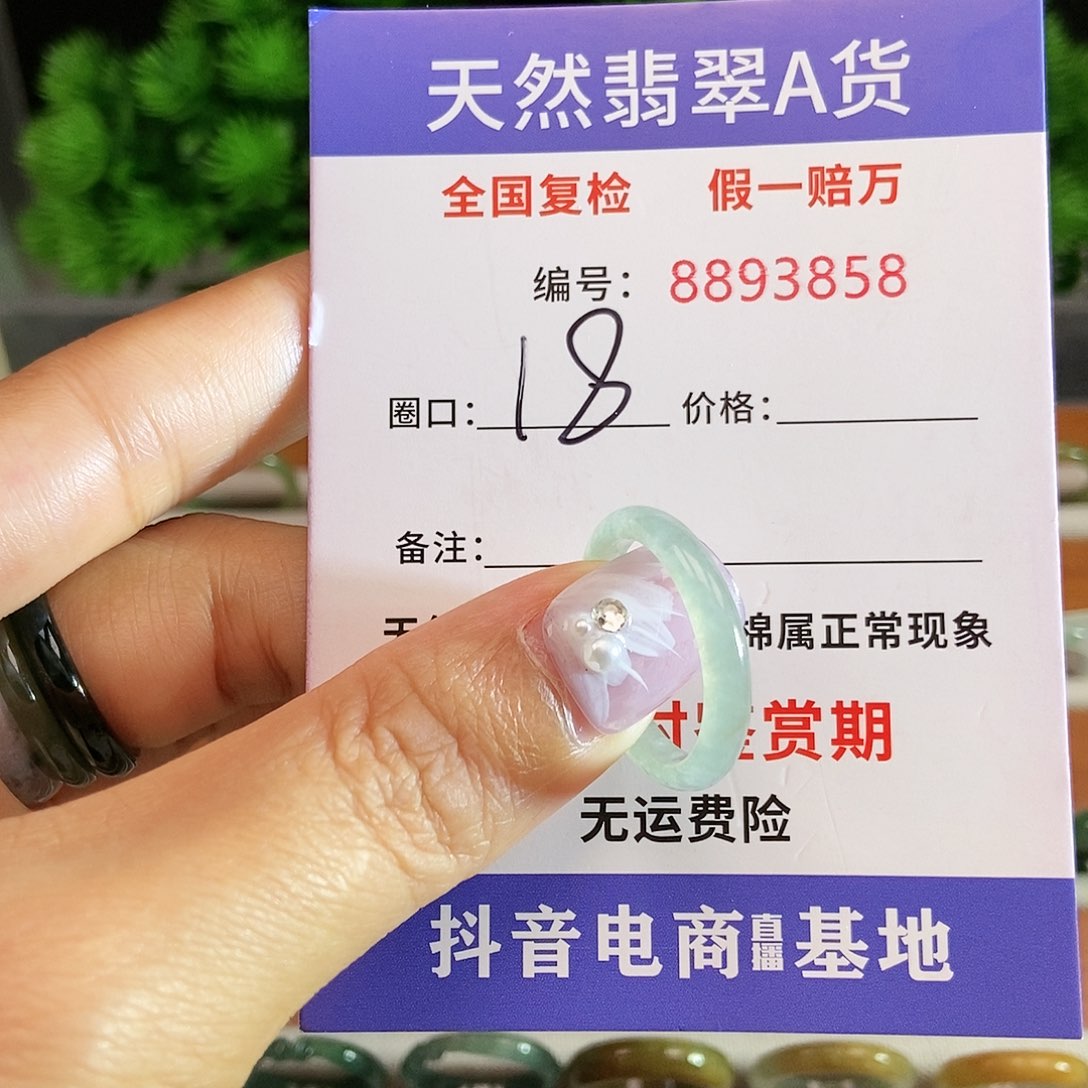 天然翡翠A货
全国复检 假一赔万
编号：8893858
圈口：18 价格：
备注：
棉属正常现象
赏期
无运费险
抖音电商直播基地